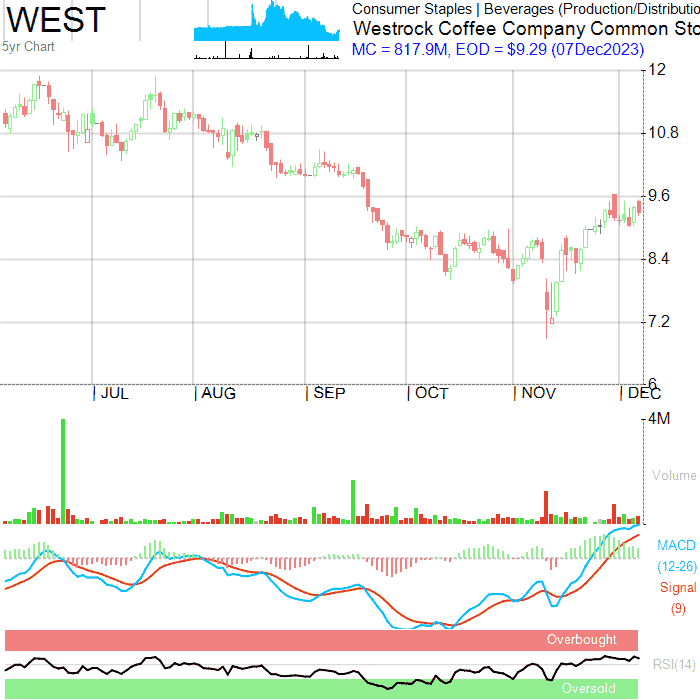 WEST
5yr Chart
Consumer Staples | Beverages (Production/Distributio
Westrock Coffee Company Common Sto
MC = 817.9M, EOD = $9.29 (07Dec2023)
12
10.8
9.6
8.4
7.2
6
JUL AUG SEP OCT NOV DEC
4M
Volume
MACD
(12-26)
Signal
(9)
Overbought
RSI(14)
Oversold